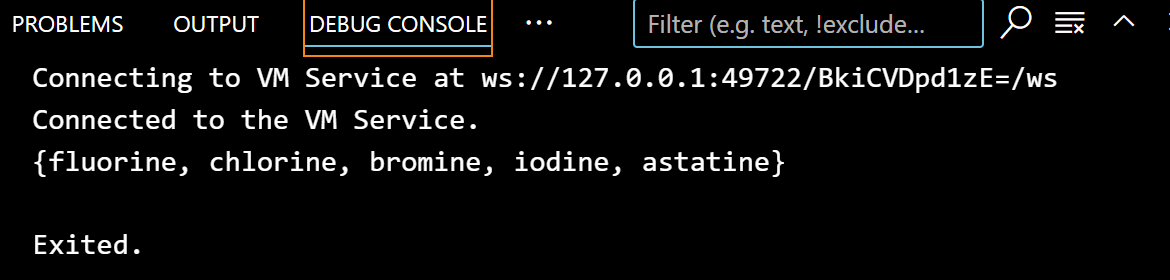 PROBLEMS OUTPUT DEBUG CONSOLE ··· Filter (e.g. text, !exclude...
Connecting to VM Service at ws://127.0.0.1:49722/BkiCVDpd1zE=/ws
Connected to the VM Service.
{fluorine, chlorine, bromine, iodine, astatine}
Exited.